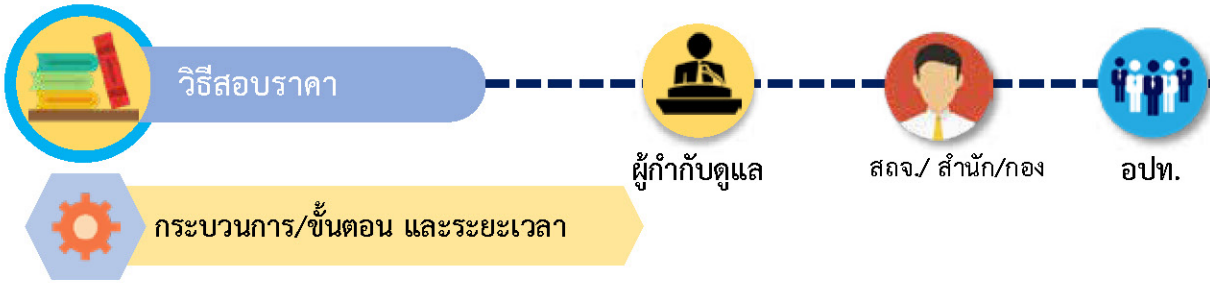 วิธีสอบราคา
ผู้กำกับดูแล
สถจ./ สำนัก/กอง
อปท.
กระบวนการ/ขั้นตอน และระยะเวลา